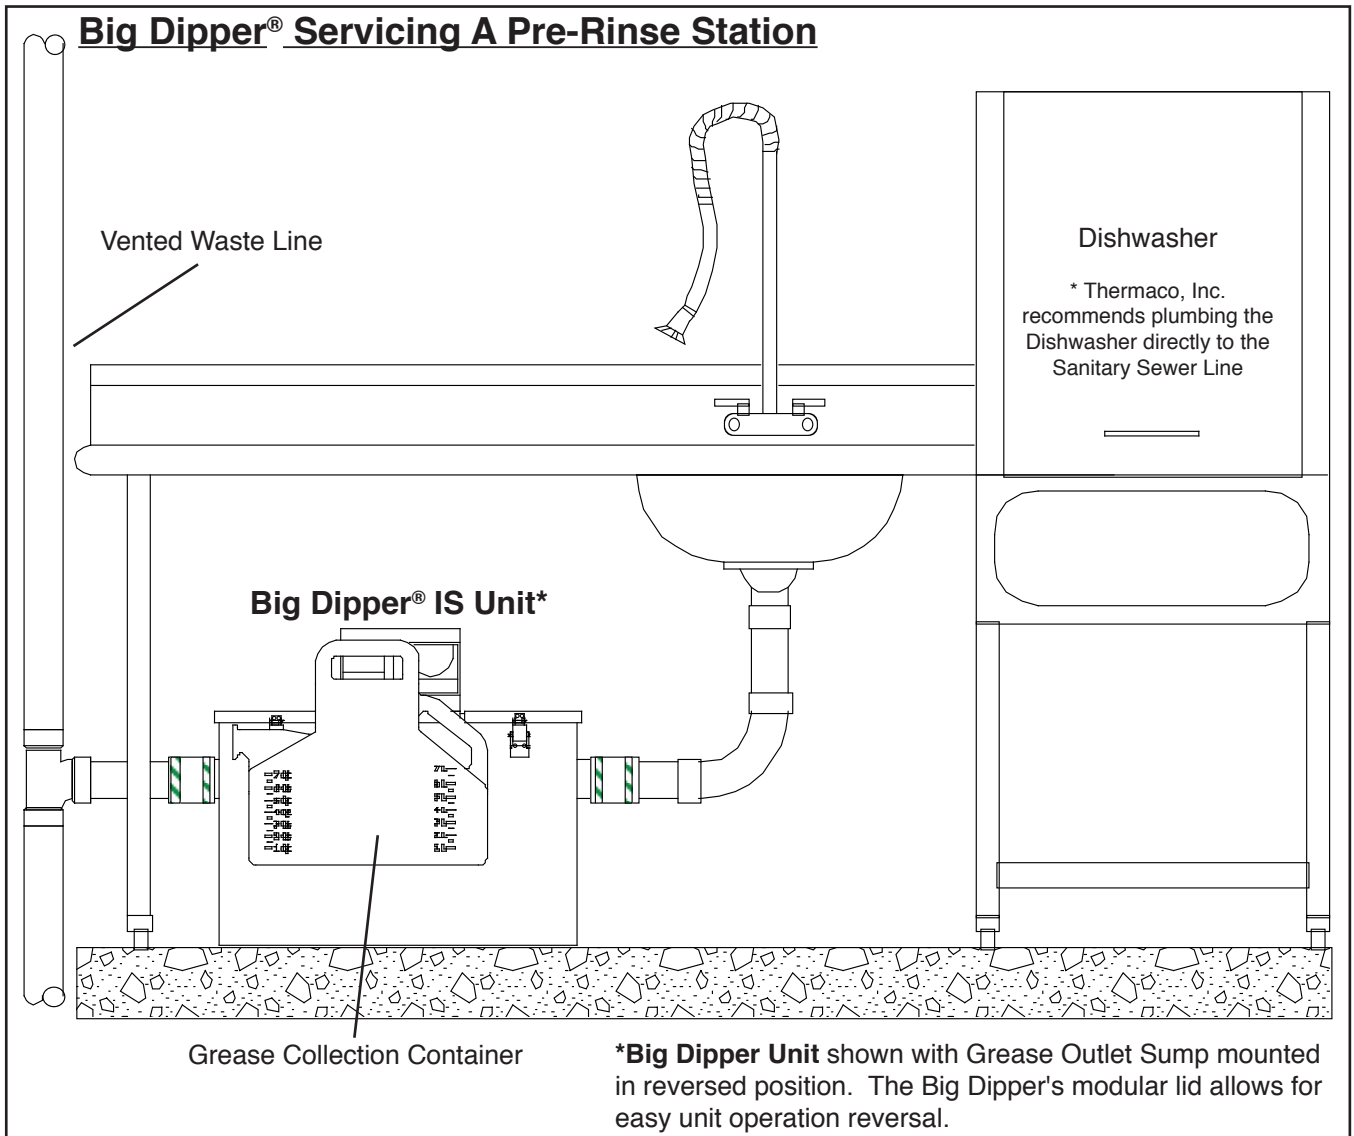 Big Dipper® Servicing A Pre-Rinse Station
Vented Waste Line
Dishwasher
* Thermaco, Inc.
recommends plumbing the
Dishwasher directly to the
Sanitary Sewer Line
Big Dipper® IS Unit*
Grease Collection Container
*Big Dipper Unit shown with Grease Outlet Sump mounted
in reversed position. The Big Dipper's modular lid allows for
easy unit operation reversal.